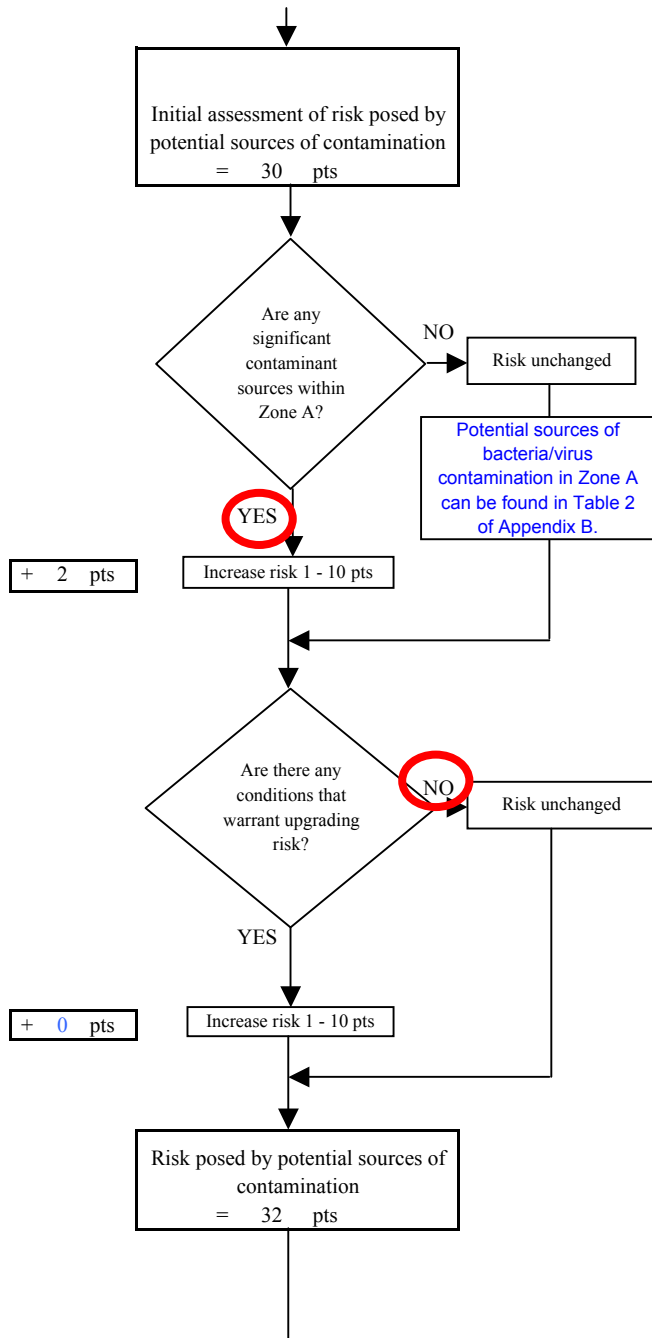 Initial assessment of risk posed by
potential sources of contamination
= 30 pts
Are any
significant
contaminant
sources within
Zone A?
NO
Risk unchanged
Potential sources of
bacteria/virus
contamination in Zone A
can be found in Table 2
of Appendix B.
YES
+ 2 pts
Increase risk 1 - 10 pts
Are there any
conditions that
warrant upgrading
risk?
NO
Risk unchanged
YES
+ 0 pts
Increase risk 1 - 10 pts
Risk posed by potential sources of
contamination
= 32 pts